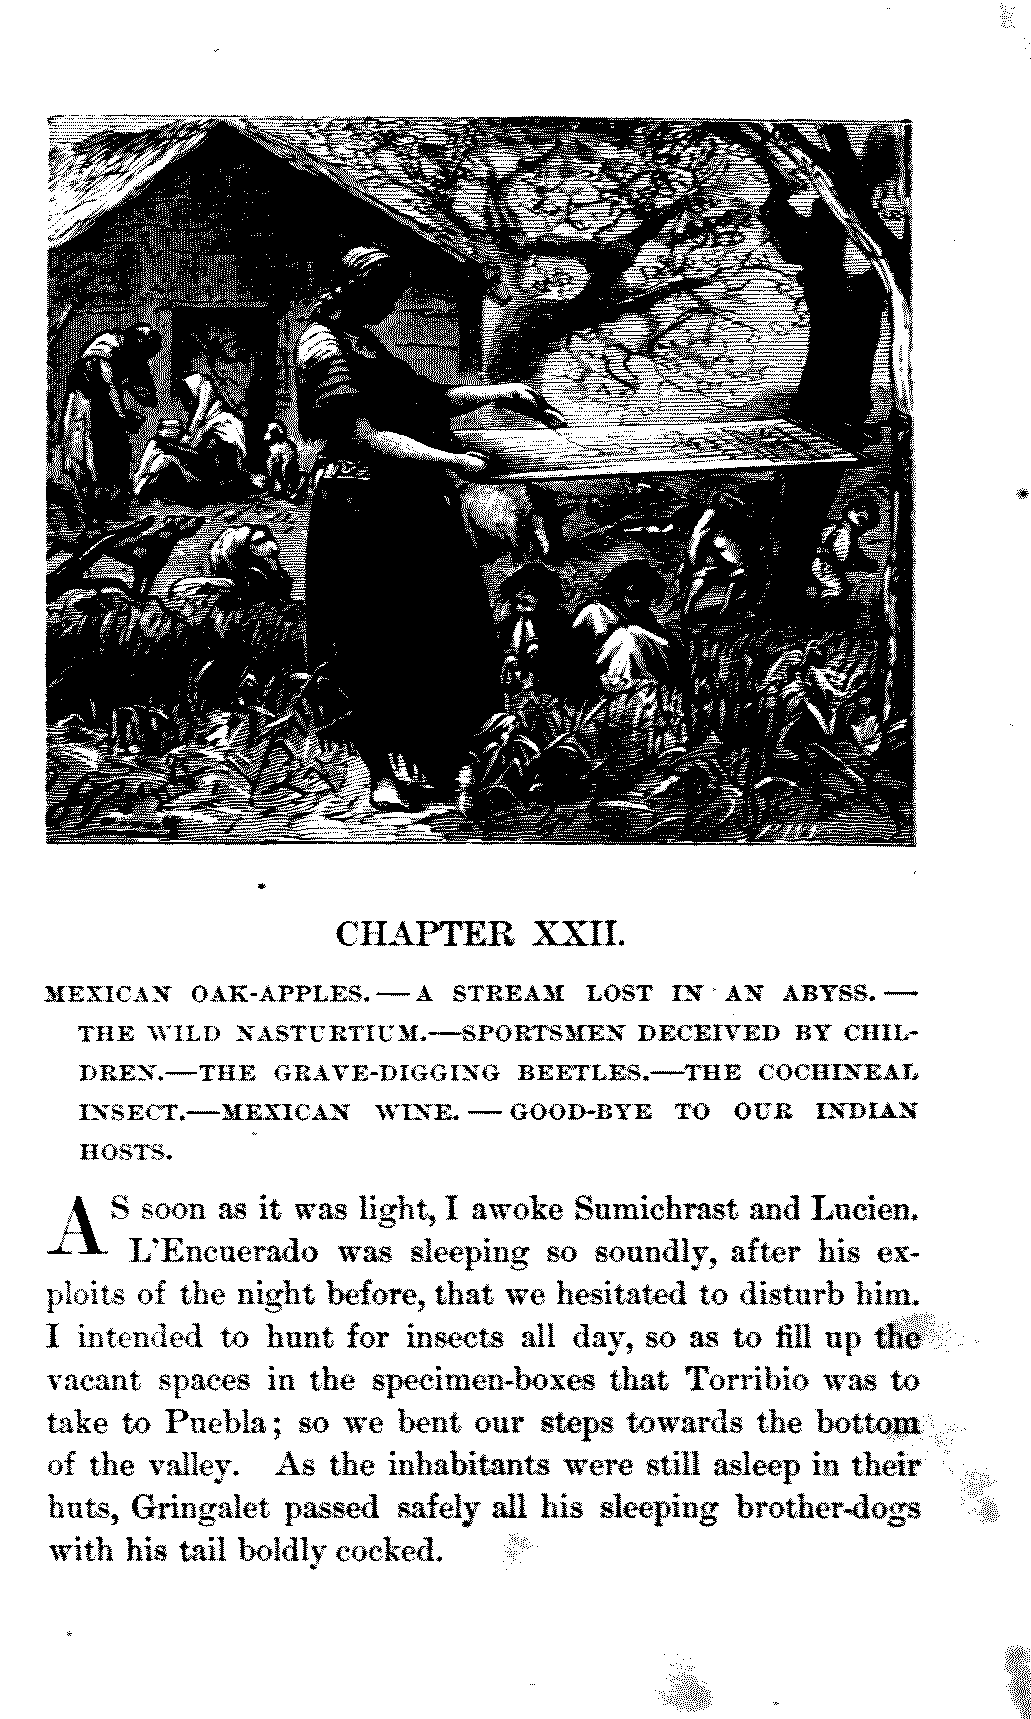 CHAPTER XXII.
MEXICAN OAK-APPLES.—A STREAM LOST IN AN ABYSS.—
THE WILD NASTURTIUM.—SPORTSMEN DECEIVED BY CHIL-
DREN.—THE GRAVE-DIGGING BEETLES.—THE COCHINEAL
INSECT.—MEXICAN WINE.—GOOD-BYE TO OUR INDIAN
HOSTS.
AS soon as it was light, I awoke Sumichrast and Lucien.
L'Encuerado was sleeping so soundly, after his ex-
ploits of the night before, that we hesitated to disturb him.
I intended to hunt for insects all day, so as to fill up the
vacant spaces in the specimen-boxes that Torribio was to
take to Puebla; so we bent our steps towards the bottom
of the valley. As the inhabitants were still asleep in their
huts, Gringalet passed safely all his sleeping brother-dogs
with his tail boldly cocked.